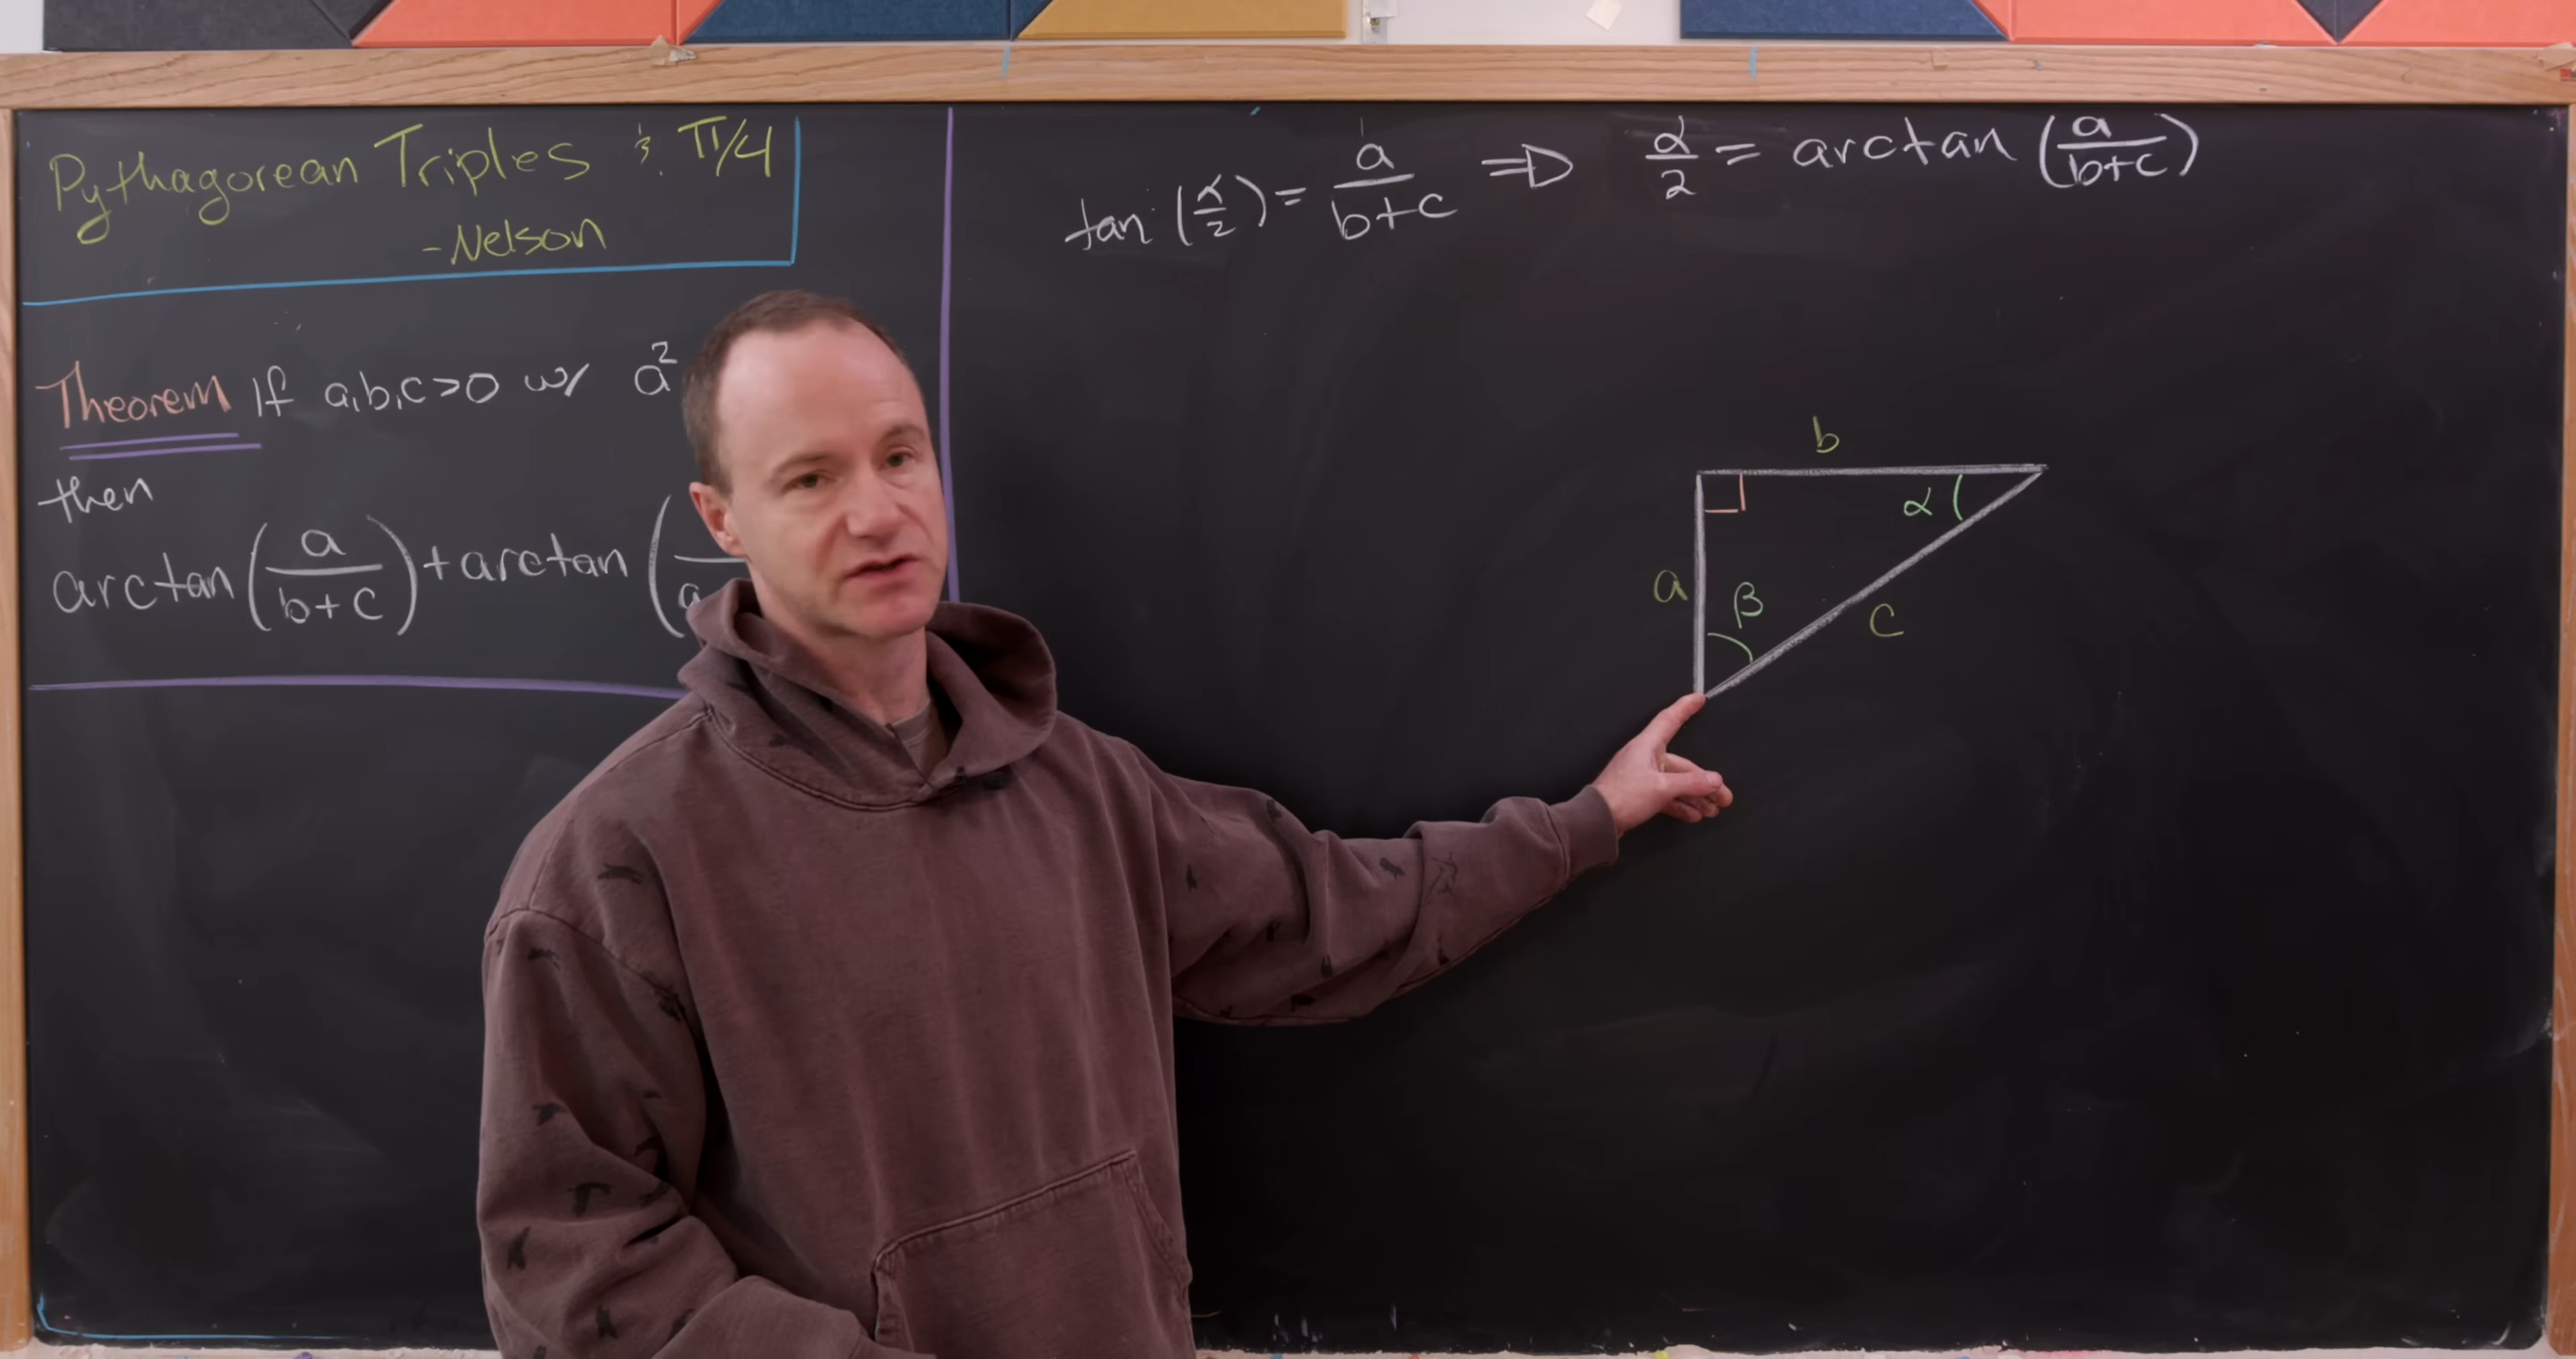 Pythagorean Triples & π/4
-Nelson
Theorem If a,b,c>0 w/ a²
then
arctan(a/(b+c))+arctan(
a
tan(α/2)= a/(b+c) ⇒ α/2 = arctan(a/(b+c))
b
α
a
β
c